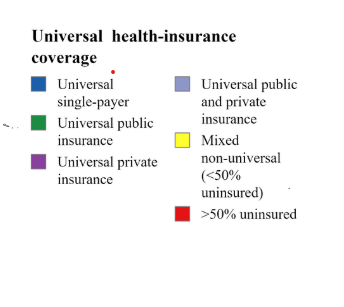 Universal health-insurance
coverage
Universal
single-payer
Universal public
insurance
Universal private
insurance
Universal public
and private
insurance
Mixed
non-universal
(<50%
uninsured)
>50% uninsured